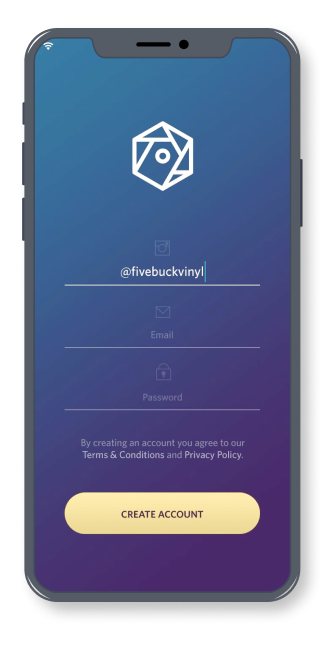 @fivebuckvinyl
Email
Password
By creating an account you agree to our
Terms & Conditions and Privacy Policy.
CREATE ACCOUNT